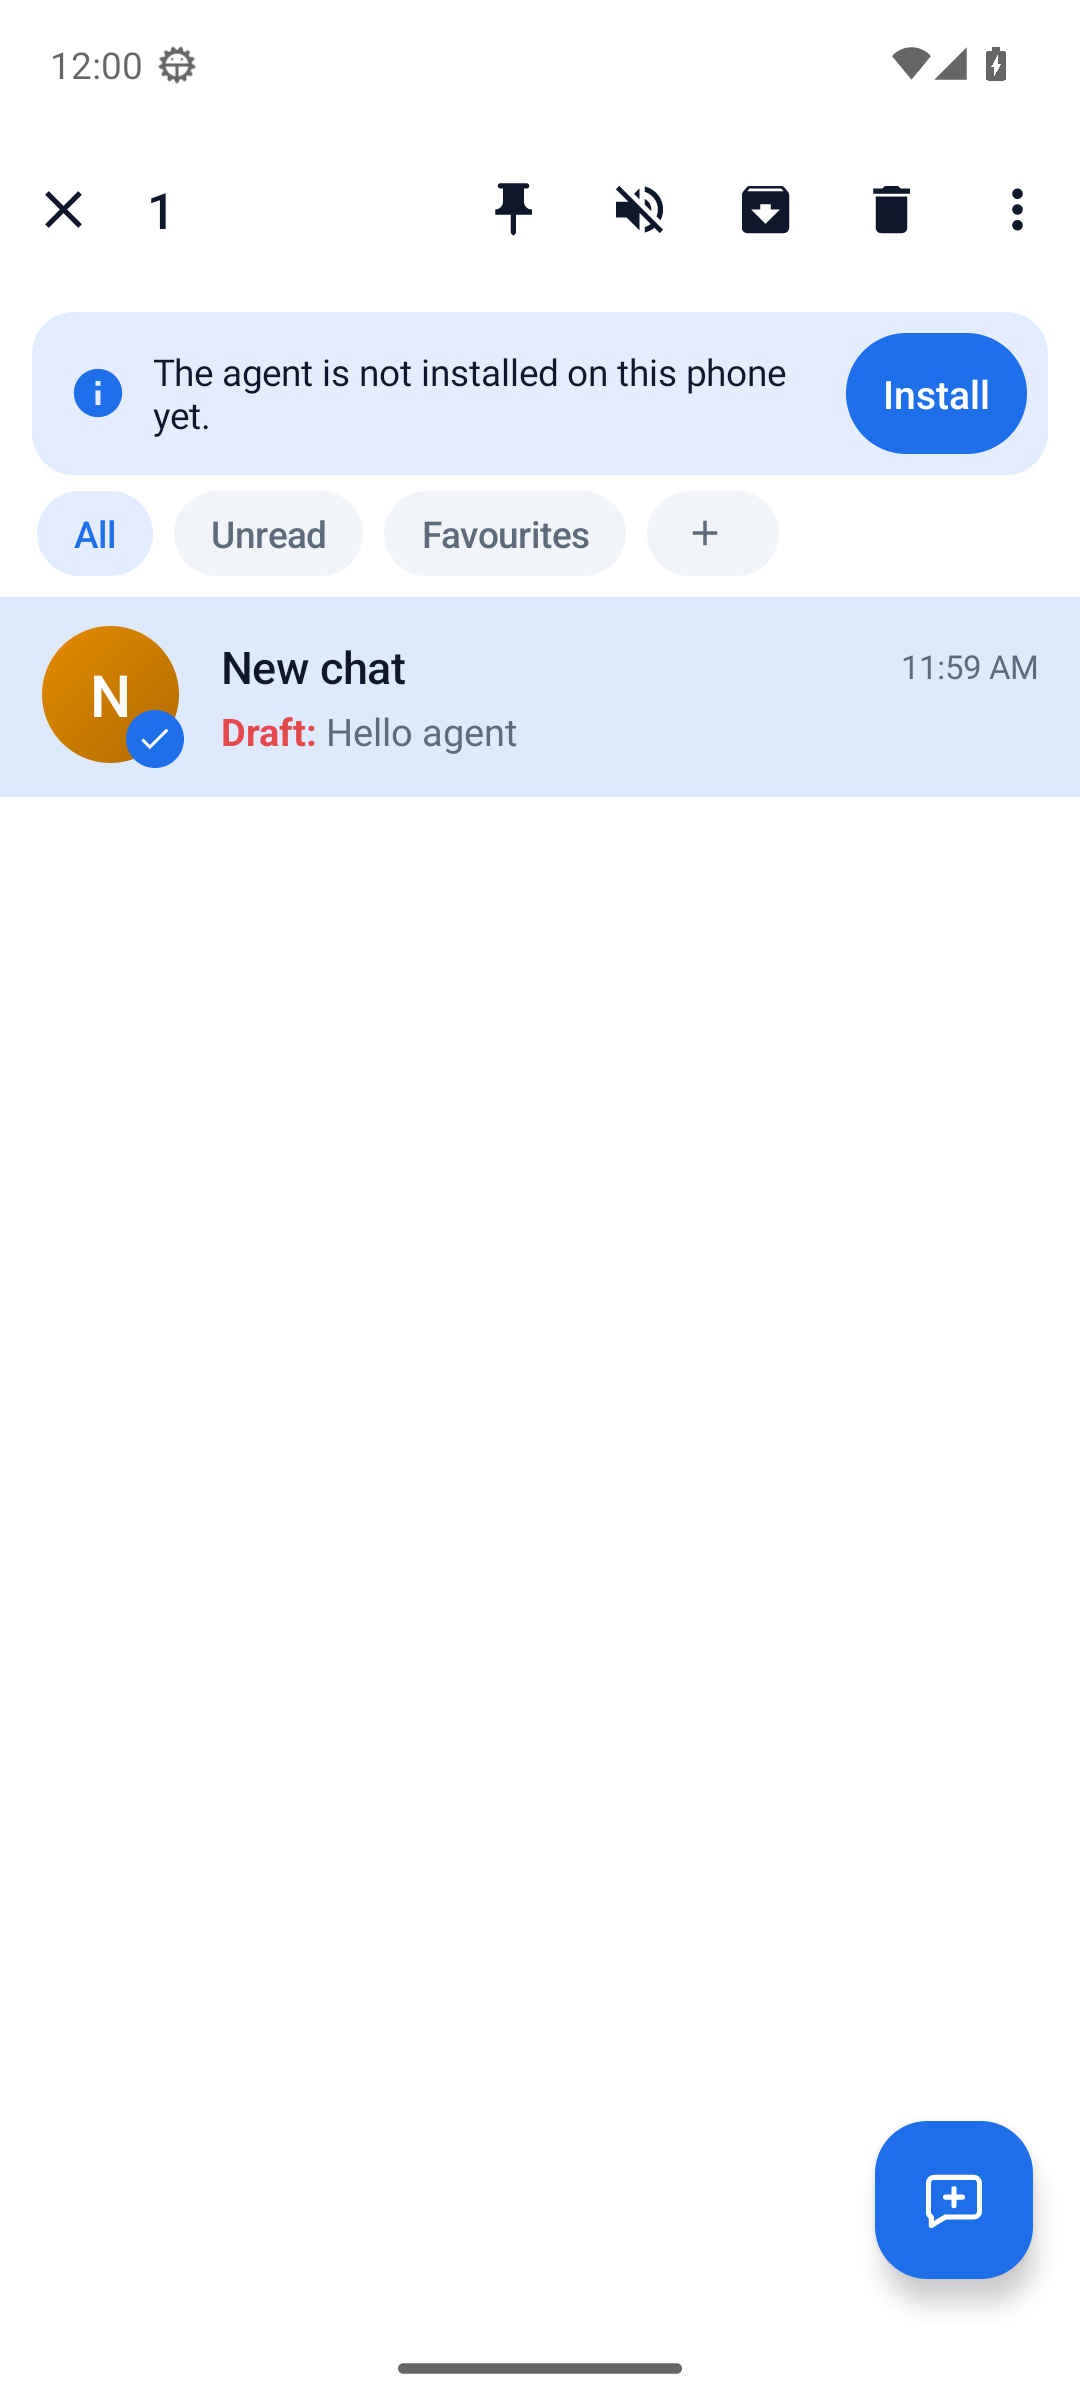 12:00
1
The agent is not installed on this phone
yet.
Install
All
Unread
Favourites
+
N
New chat
11:59 AM
Draft: Hello agent